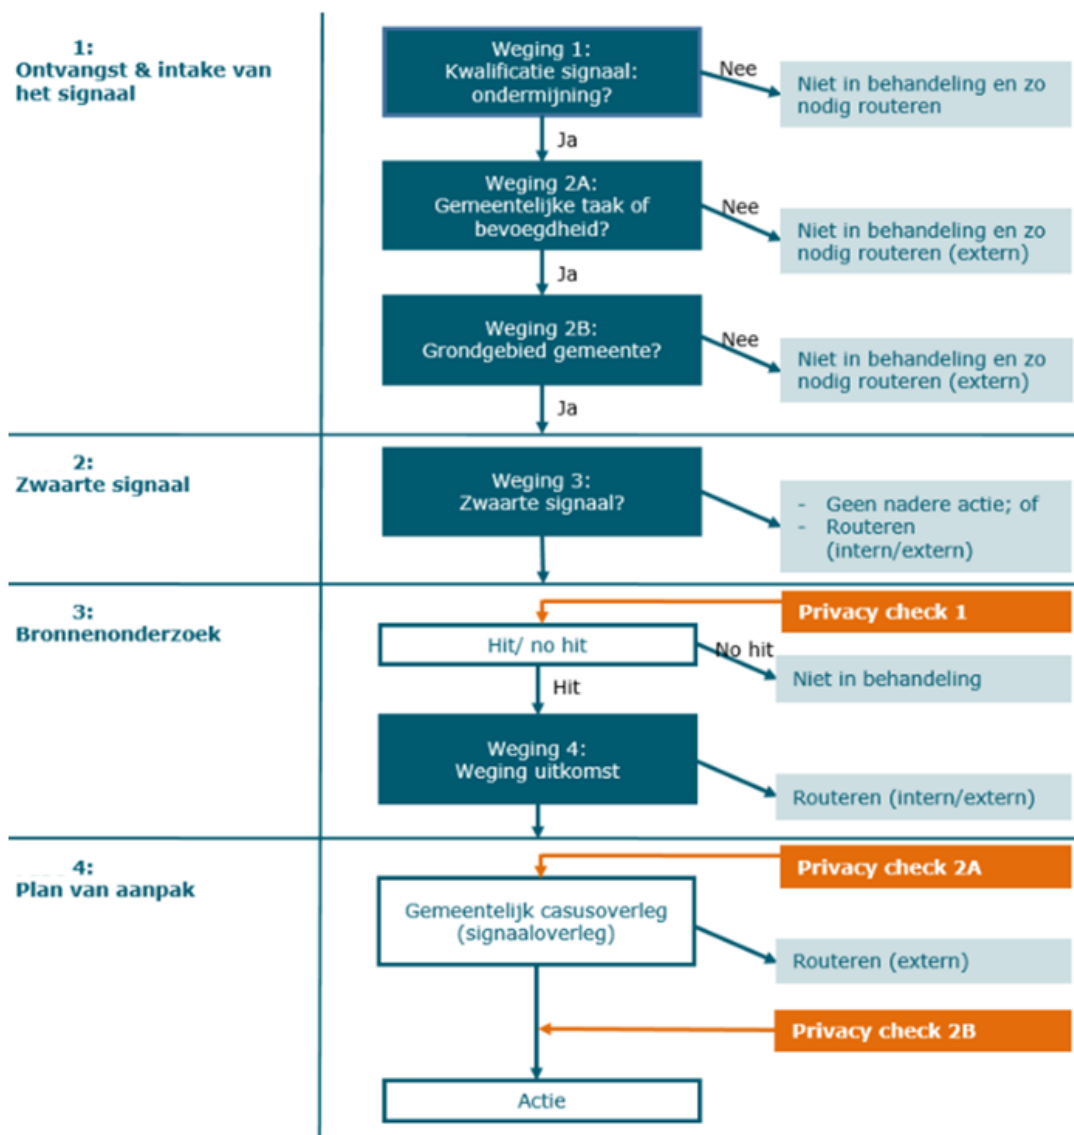 1:
Ontvangst & intake van
het signaal
Weging 1:
Kwalificatie signaal:
ondermijning?
Nee
Niet in behandeling en zo
nodig routeren
Ja
Weging 2A:
Gemeentelijke taak of
bevoegdheid?
Nee
Niet in behandeling en zo
nodig routeren (extern)
Ja
Weging 2B:
Grondgebied gemeente?
Nee
Niet in behandeling en zo
nodig routeren (extern)
Ja
2:
Zwaarte signaal
Weging 3:
Zwaarte signaal?
- Geen nadere actie; of
- Routeren
(intern/extern)
3:
Bronnenonderzoek
Privacy check 1
Hit/ no hit
No hit
Niet in behandeling
Hit
Weging 4:
Weging uitkomst
Routeren (intern/extern)
4:
Plan van aanpak
Privacy check 2A
Gemeentelijk casusoverleg
(signaaloverleg)
Routeren (extern)
Privacy check 2B
Actie